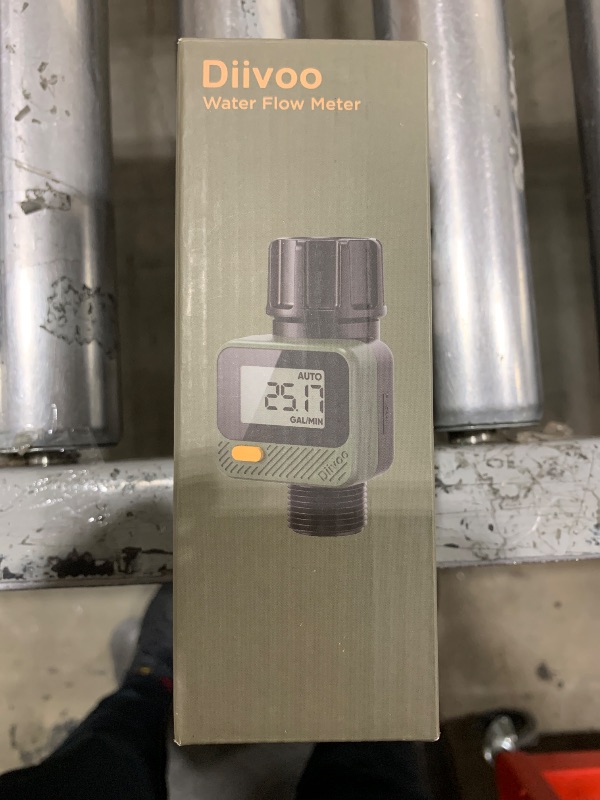 Diivoo
Water Flow Meter
AUTO
25.17
GAL/MIN
Diivoo